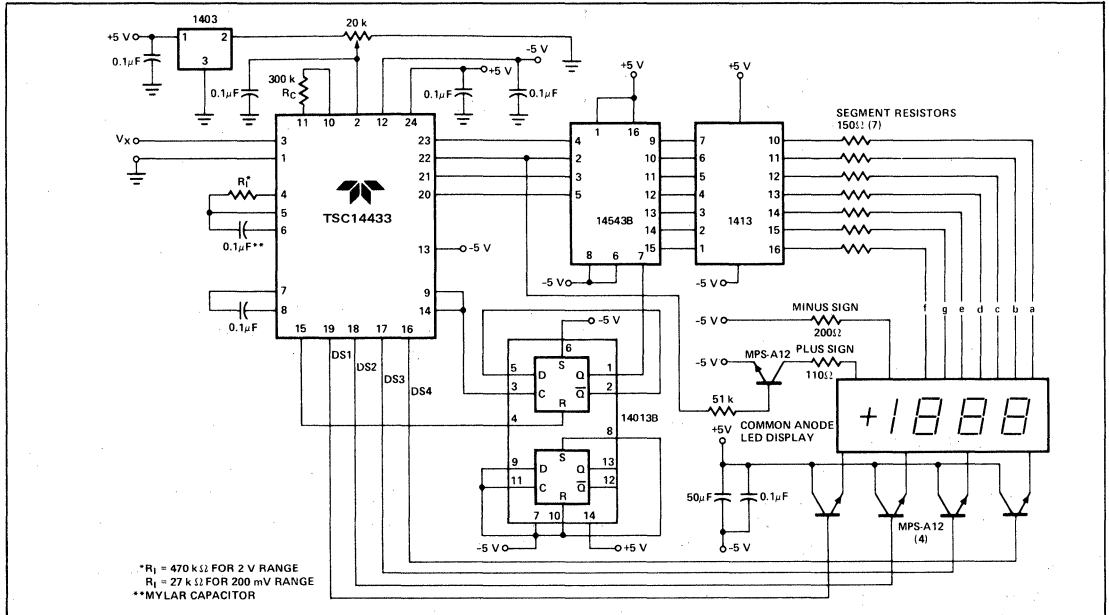 1403
20 k
+5 V
1
2
3
0.1μF
-5 V
+5 V
300 k
RC
0.1μF
0.1μF
0.1μF
11
10
2
12
24
VX
3
1
4
5
6
7
8
RI*
0.1μF**
0.1μF
TSC14433
23
22
21
20
13
-5 V
9
14
15
19
18
17
16
DS1
DS2
DS3
DS4
+5 V
1
16
4
2
3
5
14543B
9
10
11
12
13
14
15
8
6
7
-5 V
+5 V
7
6
5
4
3
2
1
1413
10
11
12
13
14
15
16
-5 V
SEGMENT RESISTORS
150Ω (7)
f
g
e
d
c
b
a
MINUS SIGN
-5 V
200Ω
PLUS SIGN
-5 V
MPS-A12
110Ω
51 k
-5 V
6
5
D
S
Q
1
3
C
Q
2
R
4
14013B
8
9
D
S
Q
13
11
C
Q
12
R
7
10
14
-5 V
+5 V
COMMON ANODE
LED DISPLAY
+1888
+5V
50μF
0.1μF
-5 V
MPS-A12
(4)
*RI = 470 kΩ FOR 2 V RANGE
RI = 27 kΩ FOR 200 mV RANGE
**MYLAR CAPACITOR